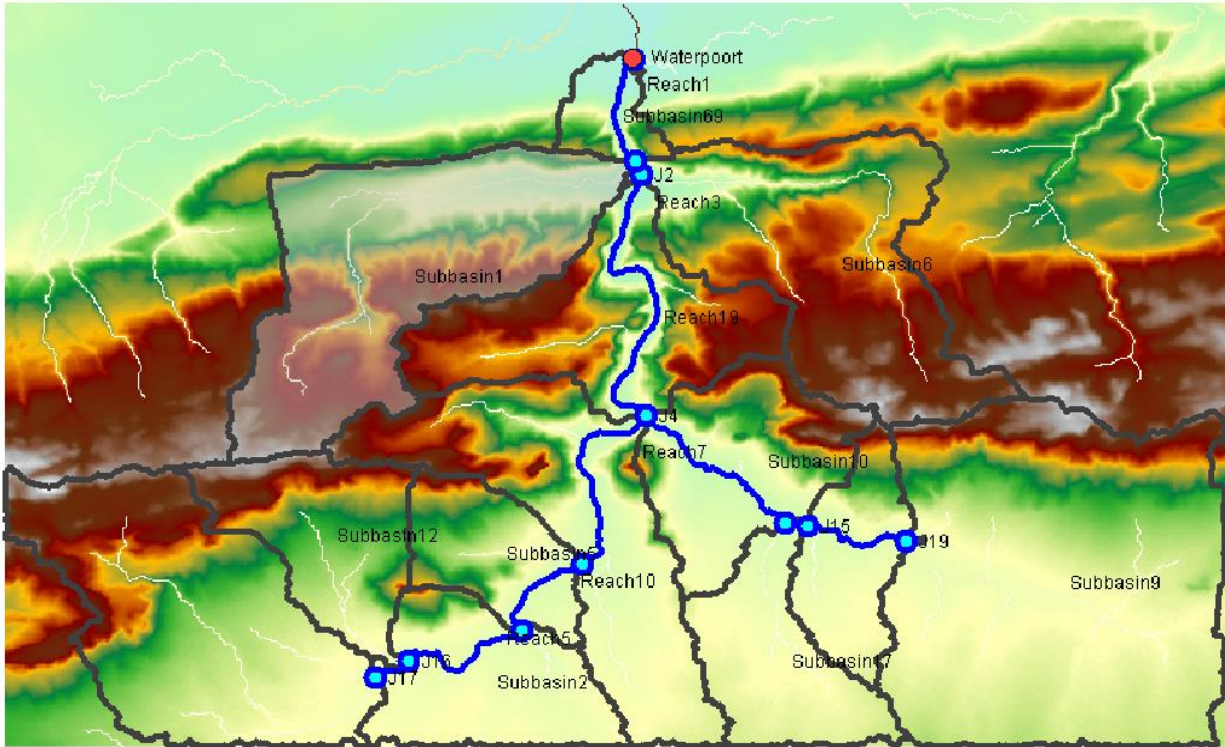 Waterpoort
Reach1
Subbasin69
J2
Reach3
Subbasin6
Subbasin1
Reach19
J4
Reach7
Subbasin10
J15
Subbasin12
J19
Subbasin5
Reach10
Subbasin9
Reach5
J16
Subbasin17
J17
Subbasin2